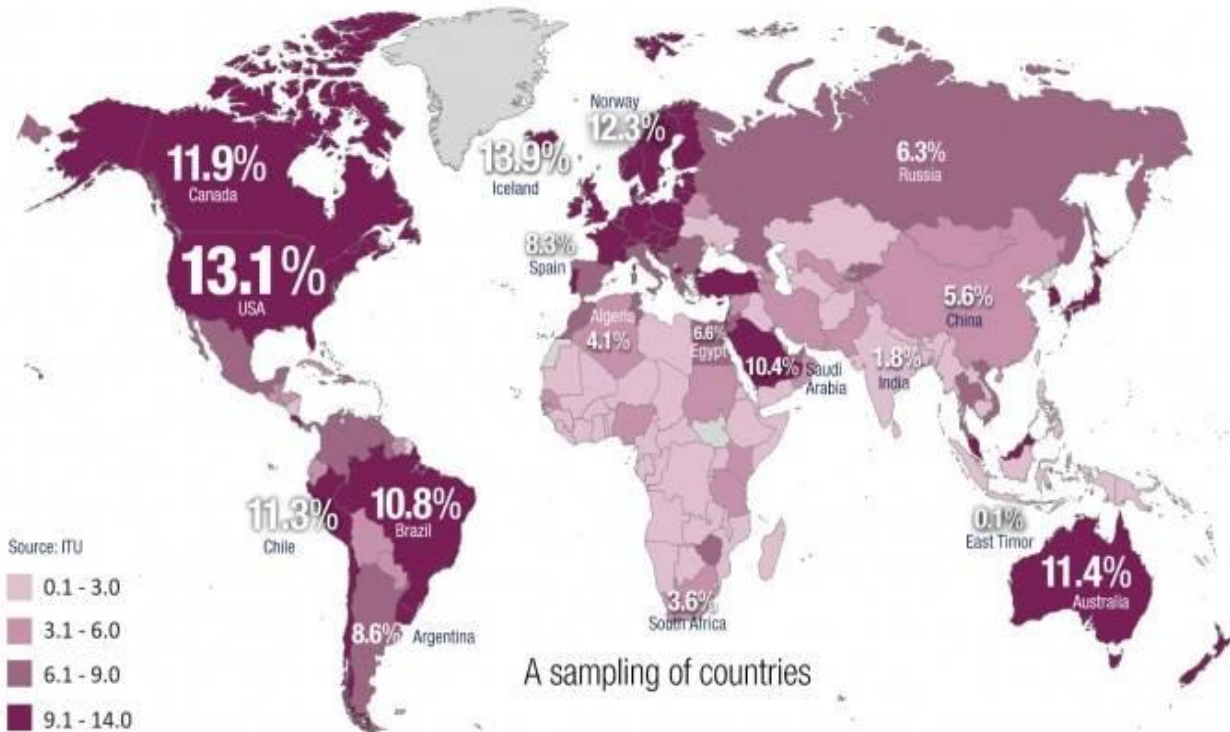 Norway
12.3%
11.9%
Canada
13.9%
Iceland
6.3%
Russia
8.3%
Spain
13.1%
USA
Algeria
4.1%
6.6%
Egypt
5.6%
China
10.4%
Saudi
Arabia
1.8%
India
11.3%
Chile
10.8%
Brazil
0.1%
East Timor
11.4%
Australia
3.6%
South Africa
8.6%
Argentina
A sampling of countries
Source: ITU
0.1 - 3.0
3.1 - 6.0
6.1 - 9.0
9.1 - 14.0